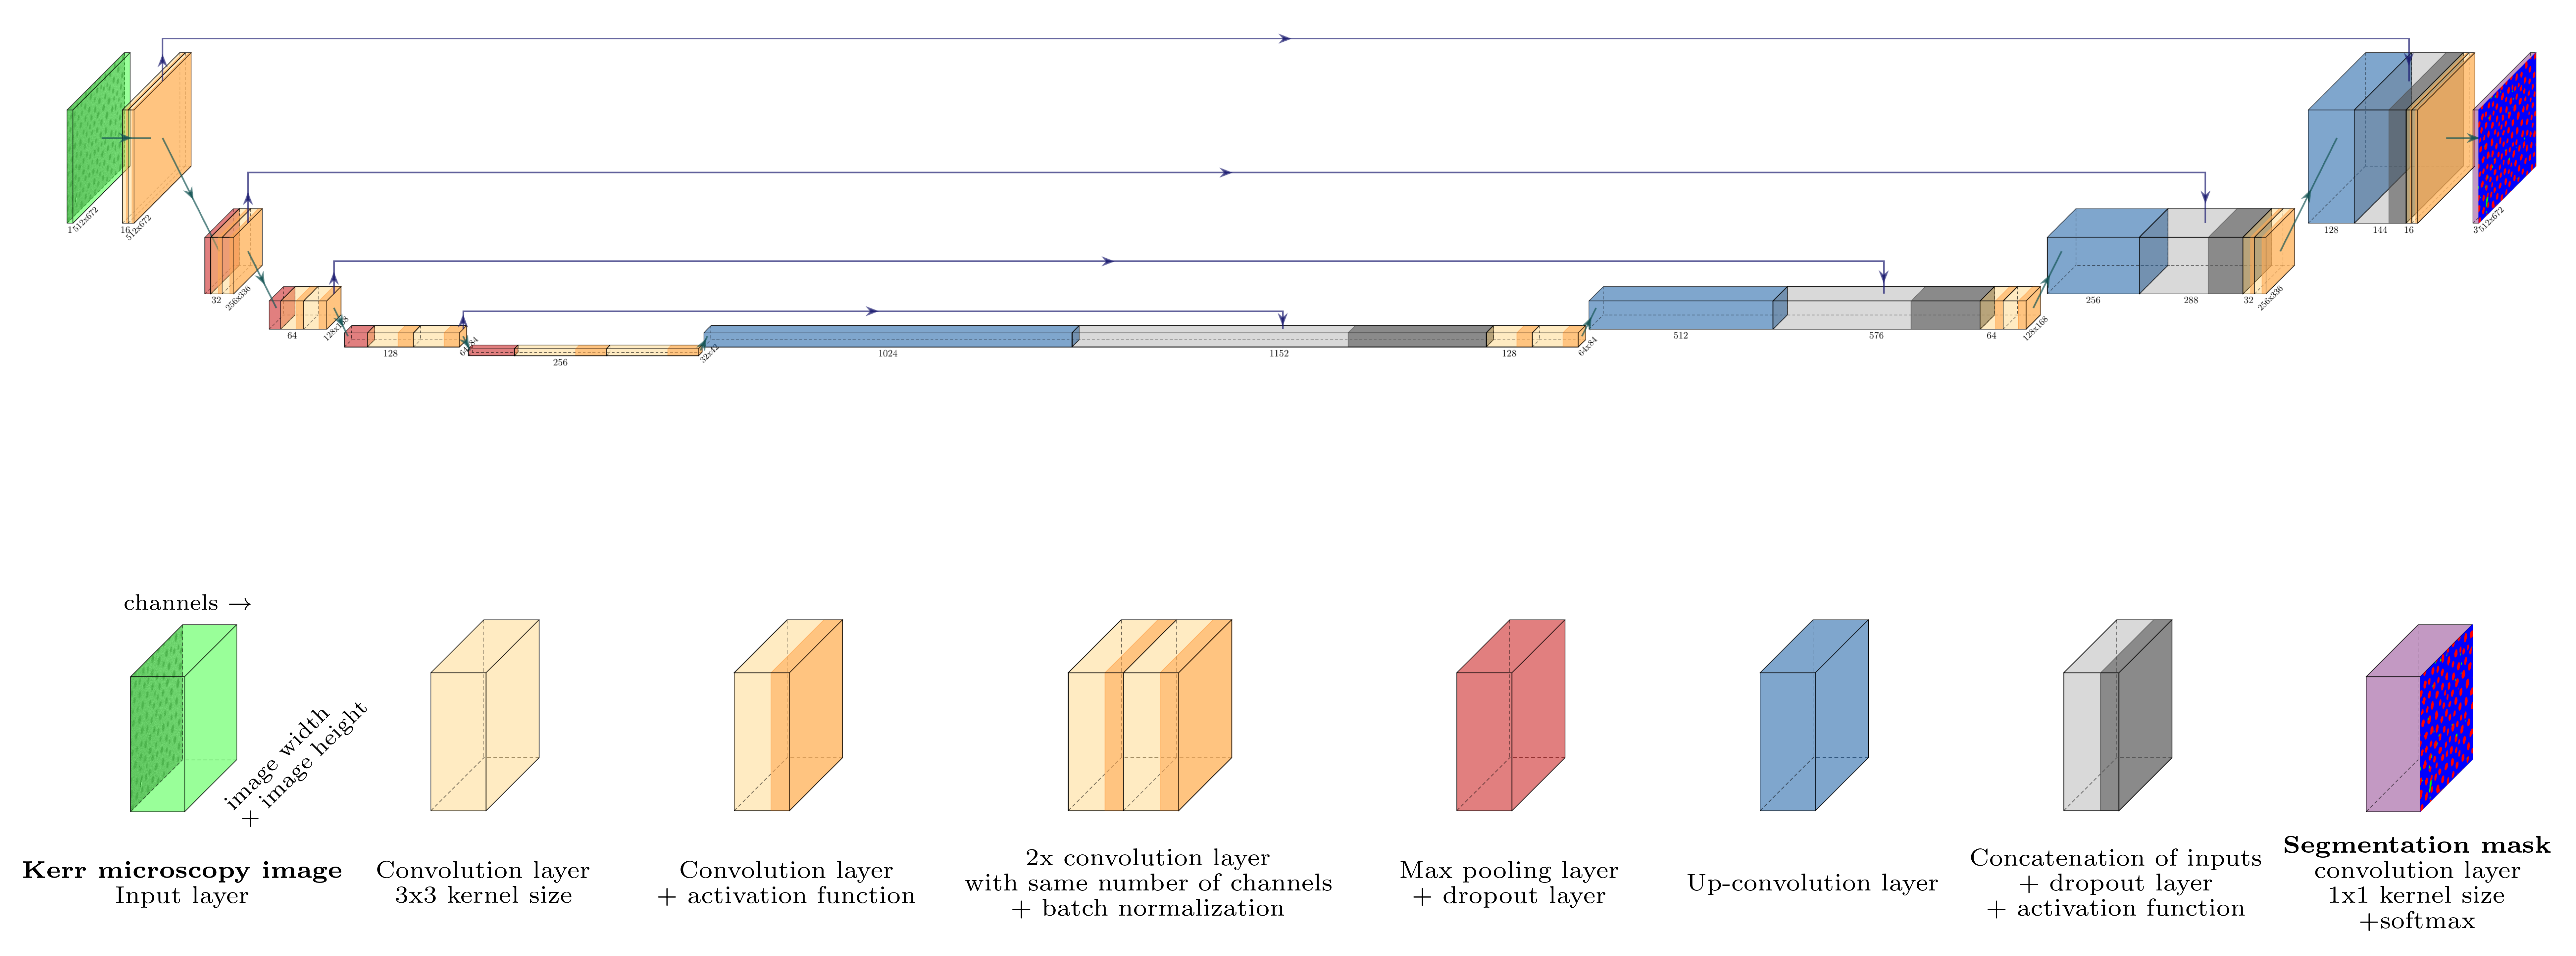 1
512x672
16
512x672
32
256x336
64
128x168
128
64x84
256
32x42
1024
1152
128
64x84
512
576
64
128x168
256
288
32
256x336
128
144
16
3
512x672
channels →
image width
+ image height
Kerr microscopy image
Input layer
Convolution layer
3x3 kernel size
Convolution layer
+ activation function
2x convolution layer
with same number of channels
+ batch normalization
Max pooling layer
+ dropout layer
Up-convolution layer
Concatenation of inputs
+ dropout layer
+ activation function
Segmentation mask
convolution layer
1x1 kernel size
+softmax